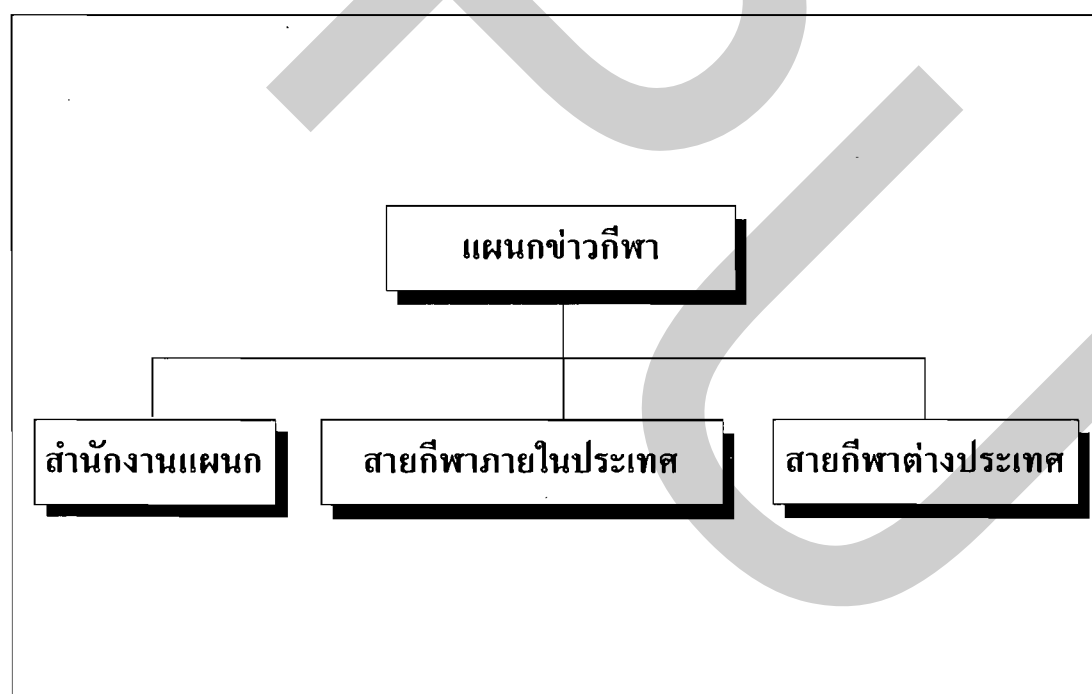 แผนกข่าวกีฬา
สำนักงานแผนก
สายกีฬาภายในประเทศ
สายกีฬาต่างประเทศ